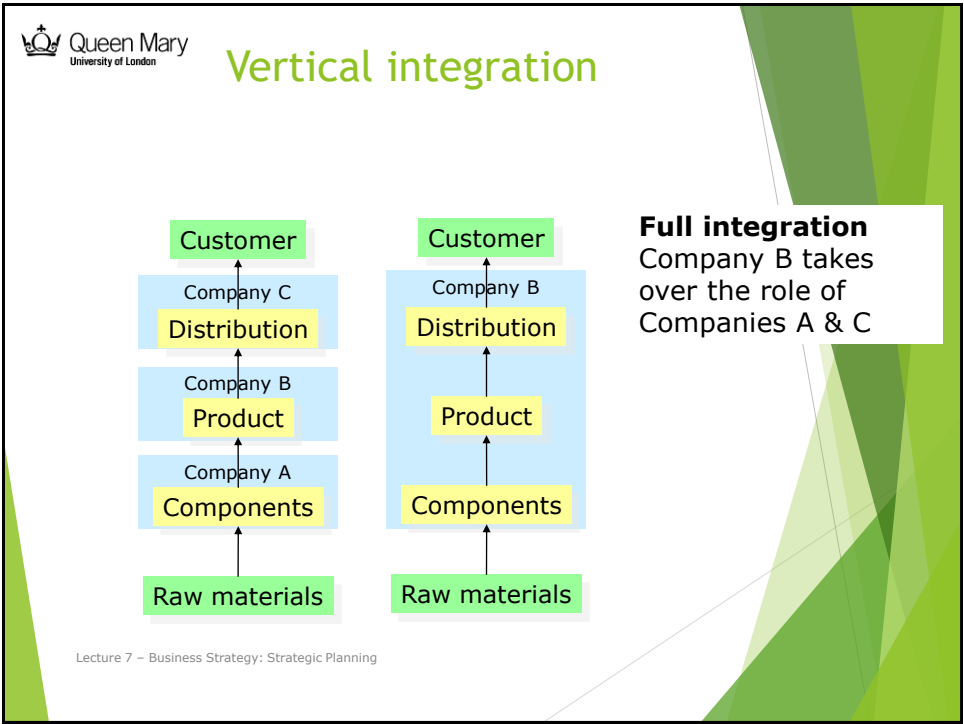 Queen Mary
University of London
Vertical integration
Customer
Company C
Distribution
Company B
Product
Company A
Components
Raw materials
Customer
Company B
Distribution
Product
Components
Raw materials
Full integration
Company B takes
over the role of
Companies A & C
Lecture 7 – Business Strategy: Strategic Planning